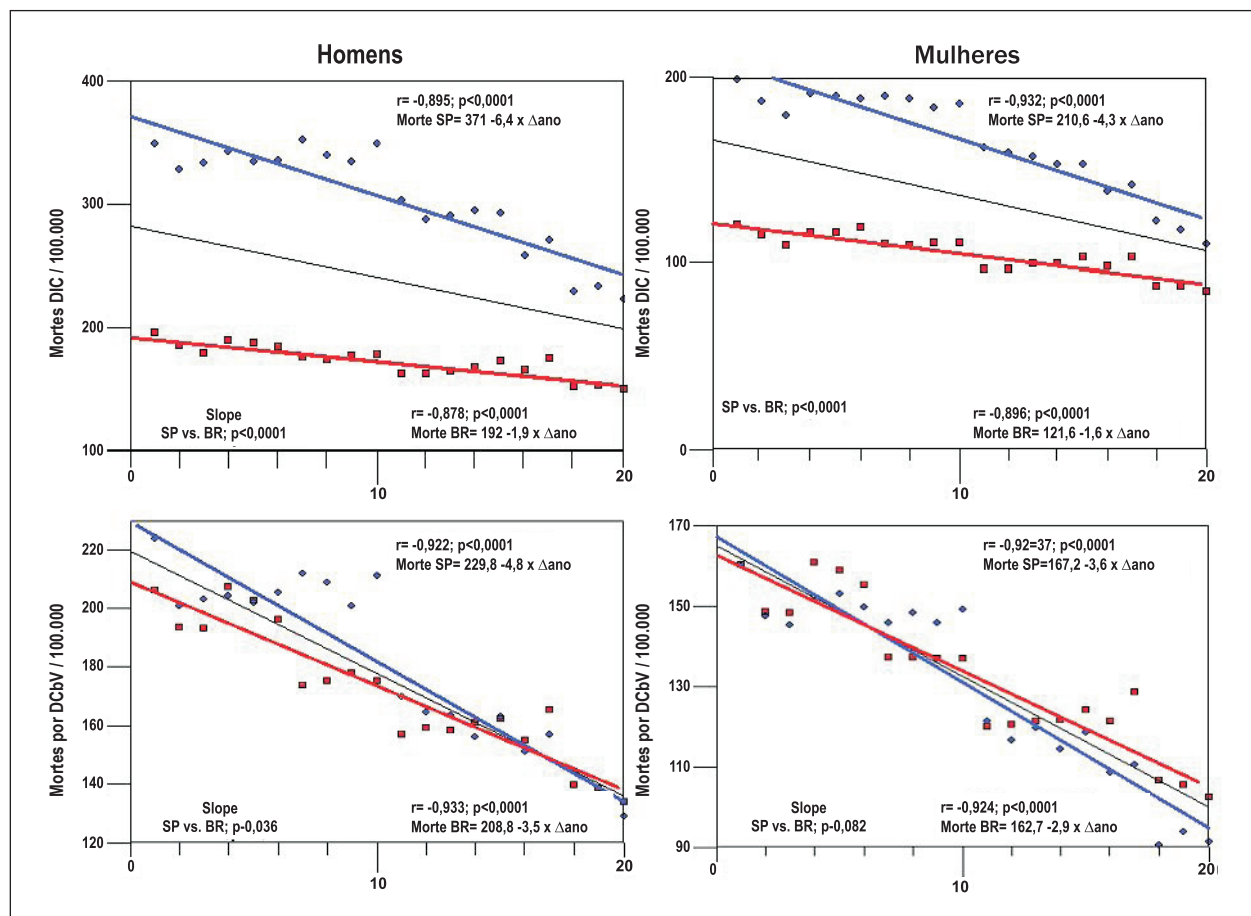 Homens
Mortes DIC / 100.000
400
300
200
100
r= -0,895; p<0,0001
Morte SP= 371 -6,4 x Δano
Slope
SP vs. BR; p<0,0001
r= -0,878; p<0,0001
Morte BR= 192 -1,9 x Δano
0
10
20
Mulheres
Mortes DIC / 100.000
200
100
0
r= -0,932; p<0,0001
Morte SP= 210,6 -4,3 x Δano
SP vs. BR; p<0,0001
r= -0,896; p<0,0001
Morte BR= 121,6 -1,6 x Δano
0
10
20
Mortes por DCbV / 100.000
220
200
180
160
140
120
r= -0,922; p<0,0001
Morte SP= 229,8 -4,8 x Δano
Slope
SP vs. BR; p-0,036
r= -0,933; p<0,0001
Morte BR= 208,8 -3,5 x Δano
0
10
20
Mortes por DCbV / 100.000
170
150
130
110
90
r= -0,92=37; p<0,0001
Morte SP=167,2 -3,6 x Δano
Slope
SP vs. BR; p-0,082
r= -0,924; p<0,0001
Morte BR= 162,7 -2,9 x Δano
0
10
20